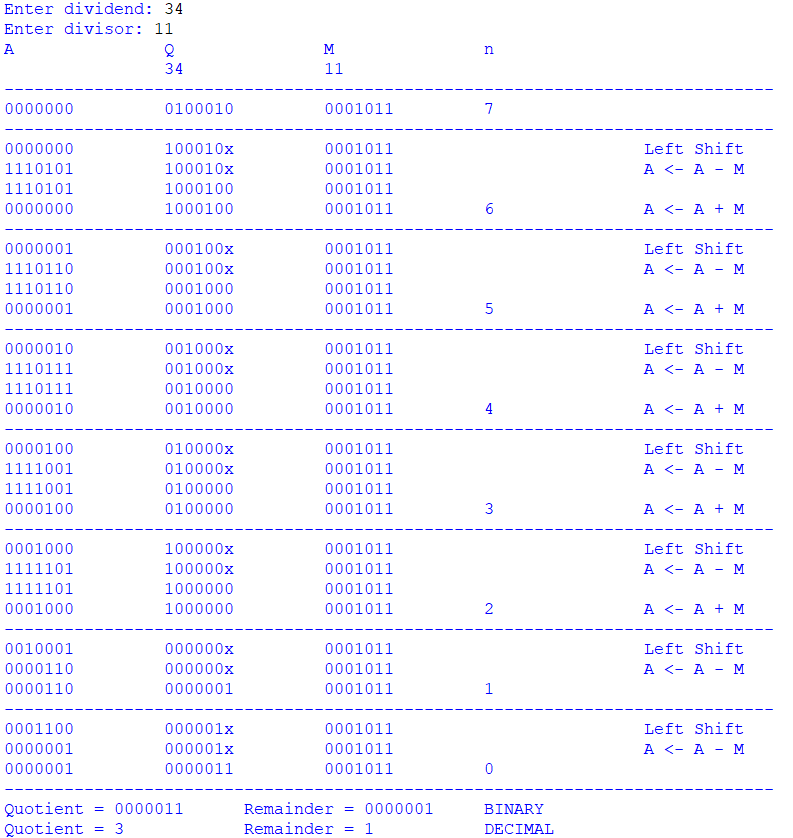 Enter dividend: 34
Enter divisor: 11
A               Q               M               n
                34              11
-----------------------------------------------------------------------------
0000000         0100010         0001011         7
-----------------------------------------------------------------------------
0000000         100010x         0001011                         Left Shift
1110101         100010x         0001011                         A <- A - M
1110101         1000100         0001011
0000000         1000100         0001011         6               A <- A + M
-----------------------------------------------------------------------------
0000001         000100x         0001011                         Left Shift
1110110         000100x         0001011                         A <- A - M
1110110         0001000         0001011
0000001         0001000         0001011         5               A <- A + M
-----------------------------------------------------------------------------
0000010         001000x         0001011                         Left Shift
1110111         001000x         0001011                         A <- A - M
1110111         0010000         0001011
0000010         0010000         0001011         4               A <- A + M
-----------------------------------------------------------------------------
0000100         010000x         0001011                         Left Shift
1111001         010000x         0001011                         A <- A - M
1111001         0100000         0001011
0000100         0100000         0001011         3               A <- A + M
-----------------------------------------------------------------------------
0001000         100000x         0001011                         Left Shift
1111101         100000x         0001011                         A <- A - M
1111101         1000000         0001011
0001000         1000000         0001011         2               A <- A + M
-----------------------------------------------------------------------------
0010001         000000x         0001011                         Left Shift
0000110         000000x         0001011                         A <- A - M
0000110         0000001         0001011         1
-----------------------------------------------------------------------------
0001100         000001x         0001011                         Left Shift
0000001         000001x         0001011                         A <- A - M
0000001         0000011         0001011         0
-----------------------------------------------------------------------------
Quotient = 0000011      Remainder = 0000001     BINARY
Quotient = 3            Remainder = 1           DECIMAL